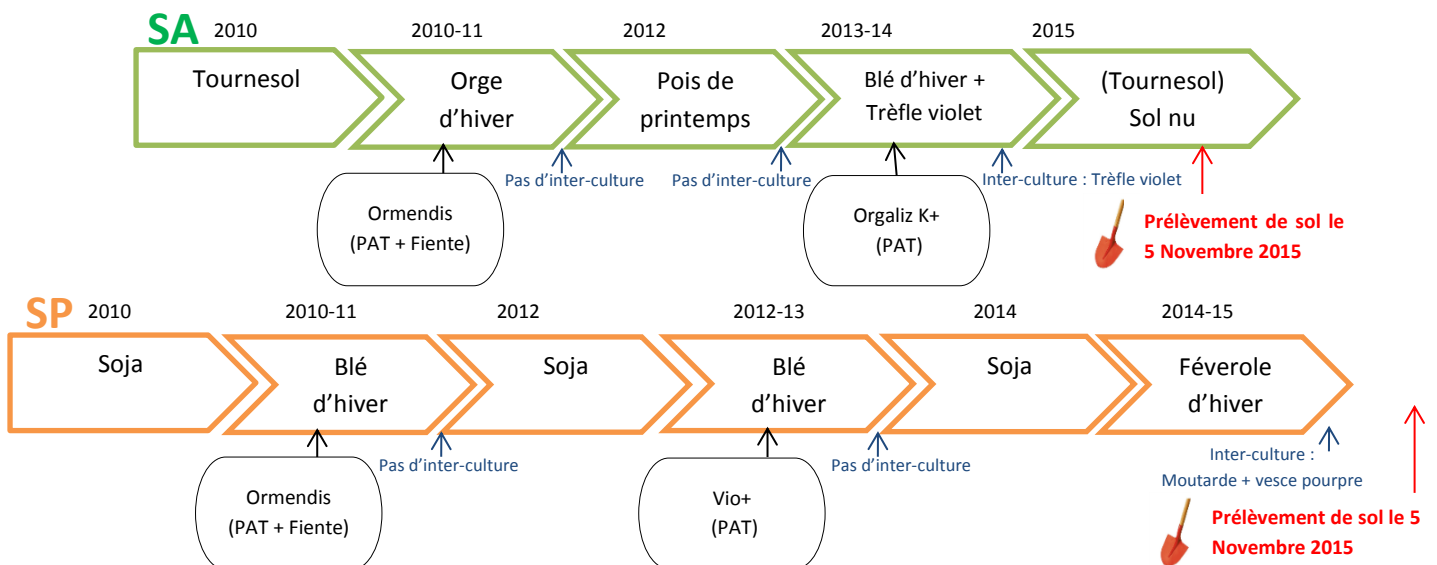 SA
2010
2010-11
2012
2013-14
2015
Tournesol
Orge
d’hiver
Pois de
printemps
Blé d’hiver +
Trèfle violet
(Tournesol)
Sol nu
Pas d’inter-culture
Pas d’inter-culture
Inter-culture : Trèfle violet
Ormendis
(PAT + Fiente)
Orgaliz K+
(PAT)
Prélèvement de sol le
5 Novembre 2015
SP
2010
2010-11
2012
2012-13
2014
2014-15
Soja
Blé
d’hiver
Soja
Blé
d’hiver
Soja
Féverole
d’hiver
Pas d’inter-culture
Pas d’inter-culture
Inter-culture :
Moutarde + vesce pourpre
Ormendis
(PAT + Fiente)
Vio+
(PAT)
Prélèvement de sol le 5
Novembre 2015